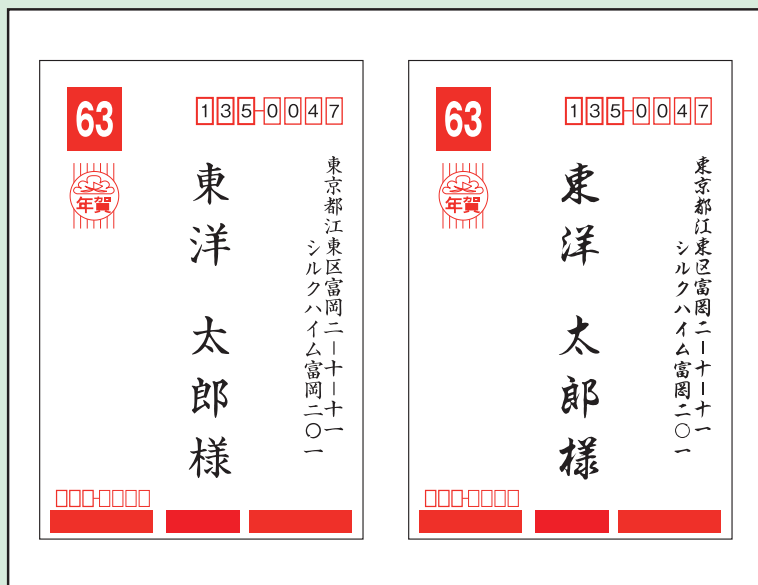 63
135-0047
年賀
東京都江東区富岡二ー十ー十一
シルクハイム富岡二〇一
東洋 太郎様
63
135-0047
年賀
東京都江東区富岡二ー十ー十一
シルクハイム富岡二〇一
東洋 太郎様